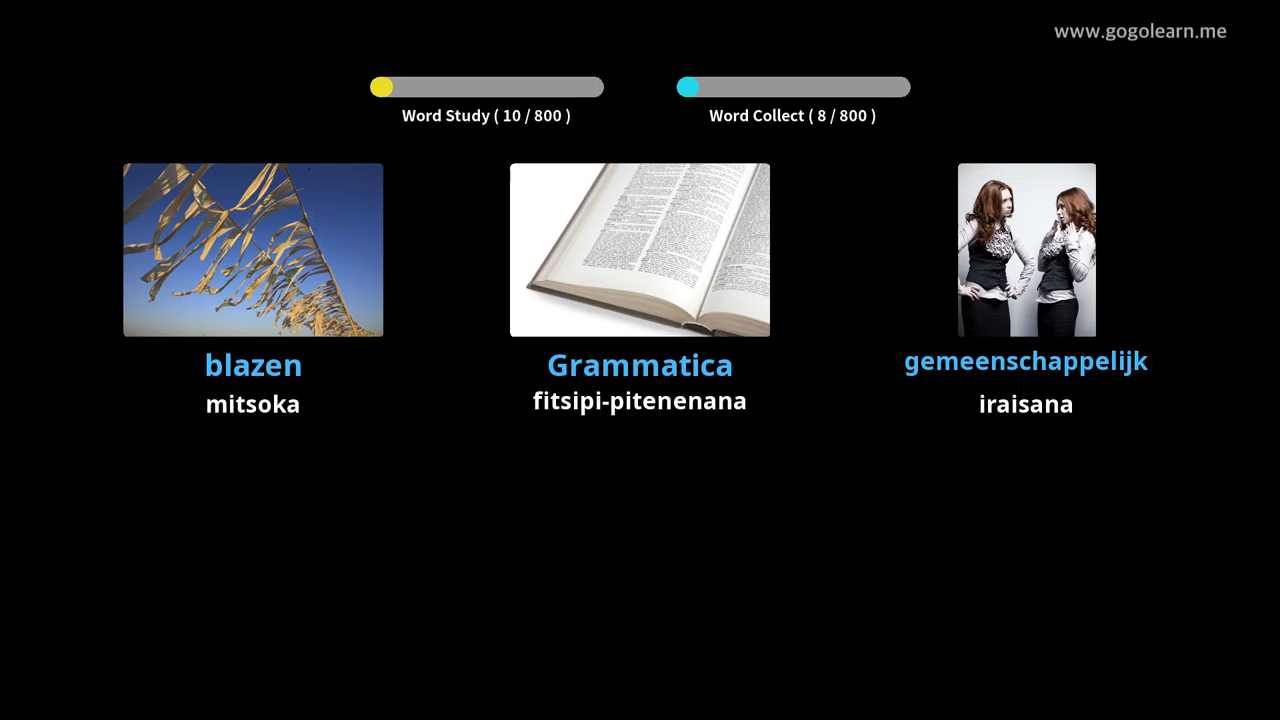 www.gogolearn.me
Word Study ( 10 / 800 )
Word Collect ( 8 / 800 )
blazen
Grammatica
gemeenschappelijk
mitsoka
fitsipi-pitenenana
iraisana